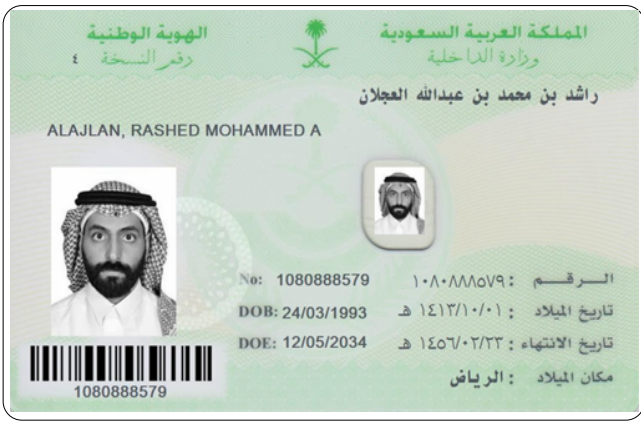 المملكة العربية السعودية
وزارة الداخلية
الهوية الوطنية
رقم النسخة ٤
راشد بن محمد بن عبدالله العجلان
ALAJLAN, RASHED MOHAMMED A
الـرقـــم : ١٠٨٠٨٨٨٥٧٩
No: 1080888579
تاريخ الميلاد : ١٤١٣/١٠/٠١ هـ
DOB: 24/03/1993
تاريخ الانتهاء : ١٤٥٦/٠٢/٢٣ هـ
DOE: 12/05/2034
مكان الميلاد : الرياض
1080888579